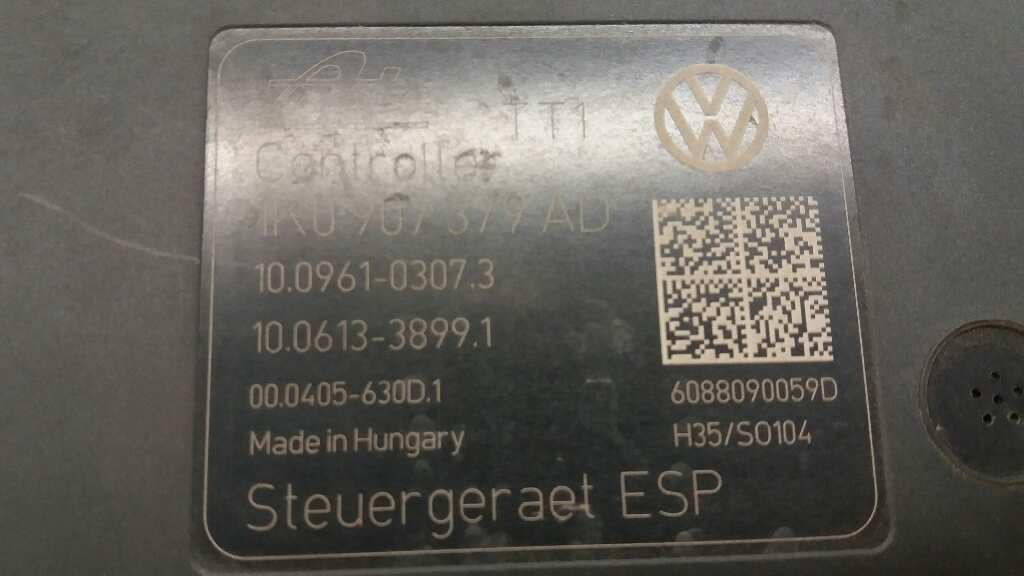 TT1
Controller
1K0 907 379 AD
10.0961-0307.3
10.0613-3899.1
00.0405-630D.1
6088090059D
Made in Hungary
H35/SO104
Steuergeraet ESP